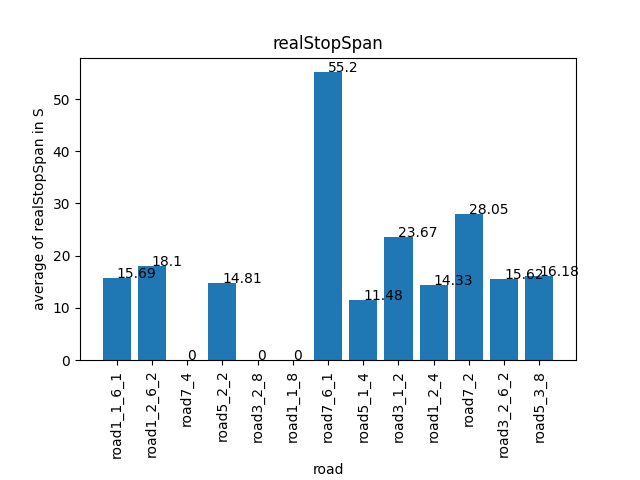 realStopSpan
average of realStopSpan in S
50
40
30
20
10
0
15.69
18.1
0
14.81
0
0
55.2
11.48
23.67
14.33
28.05
15.62
16.18
road1_1_6_1
road1_2_6_2
road7_4
road5_2_2
road3_2_8
road1_1_8
road7_6_1
road5_1_4
road3_1_2
road1_2_4
road7_2
road3_2_6_2
road5_3_8
road